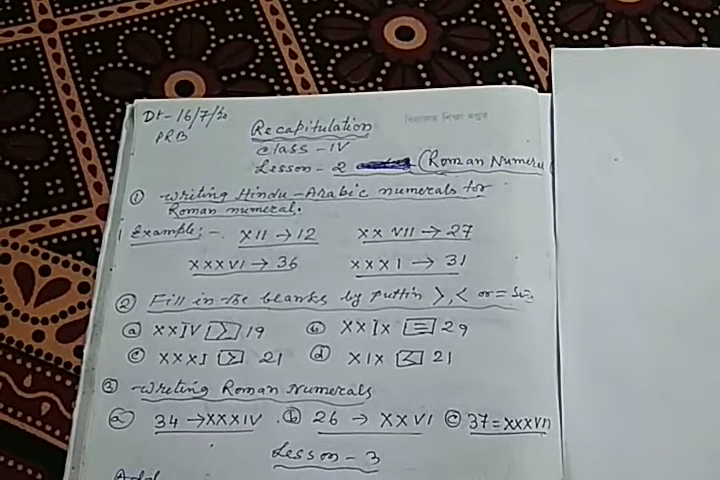 Dt- 16/7/20
PRB
Recapitulation
Class - IV
Lesson - 2 (Roman Numera
① Writing Hindu-Arabic numerals for
Roman numeral.
Example:- XII → 12 XXVII → 27
XXXVI → 36 XXXI → 31
② Fill in the blanks by puttin >, < or =
ⓐ XXIV > 19 ⓑ XXIX = 29
ⓒ XXXI > 21 ⓓ XIX < 21
③ Writing Roman Numerals
ⓐ 34 → XXXIV ⓑ 26 → XXVI ⓒ 37 = XXXVII
Lesson - 3